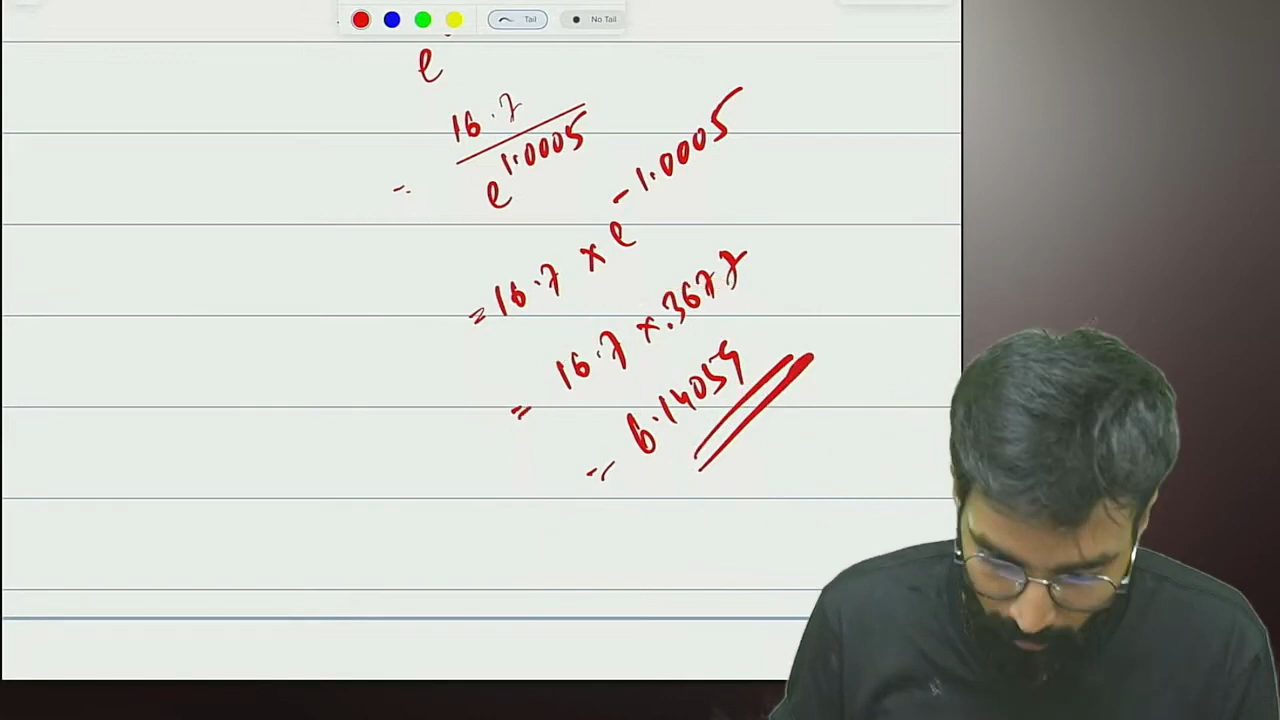 Tail No Tail
e
= 16.7 / e^1.0005
= 16.7 × e^-1.0005
= 16.7 × .3677
= 6.14059